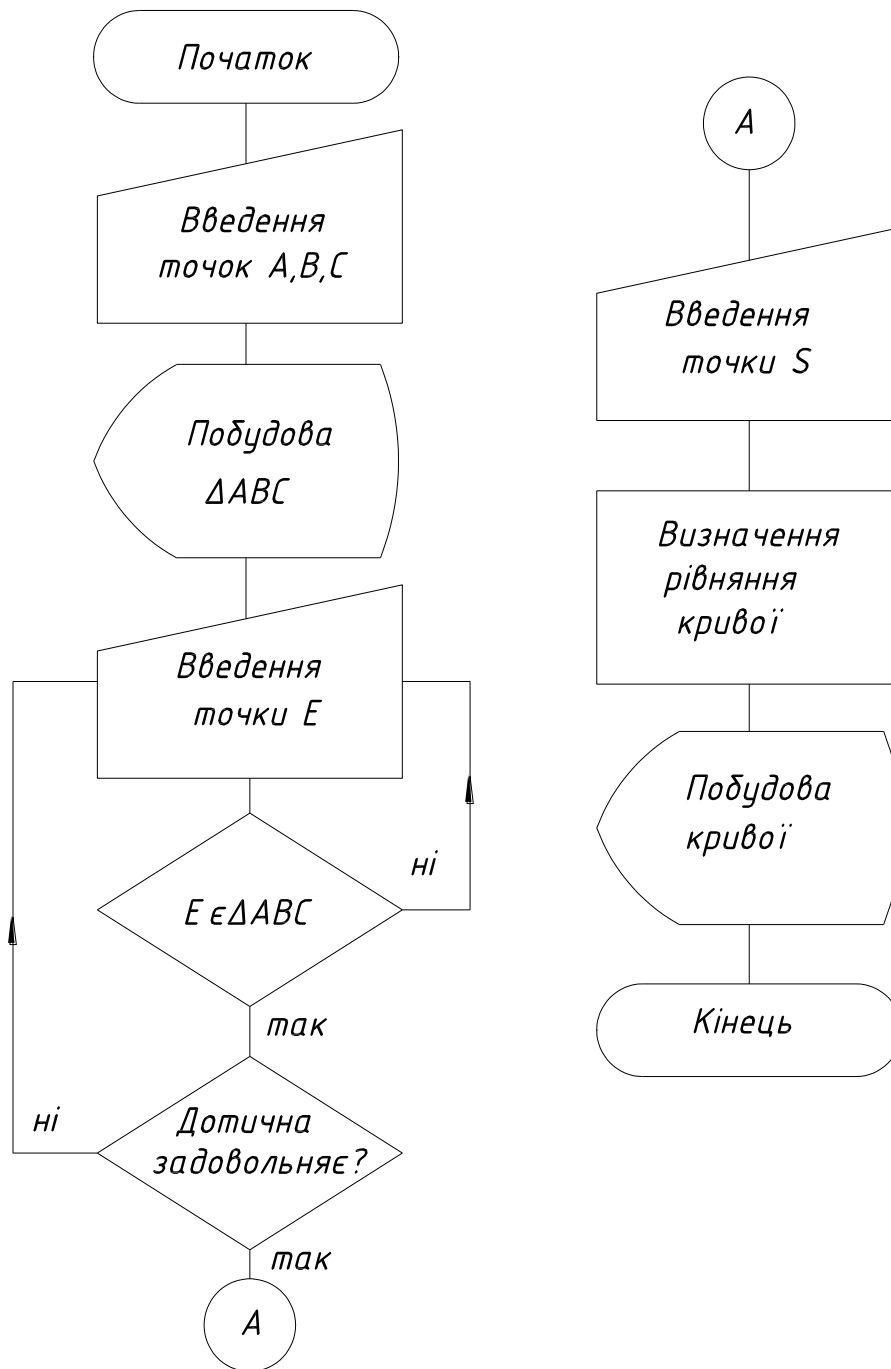 Початок
Введення
точок A,B,C
Побудова
ΔABC
Введення
точки E
ні
E єΔABC
так
ні
Дотична
задовольняє?
так
A
A
Введення
точки S
Визначення
рівняння
кривої
Побудова
кривої
Кінець